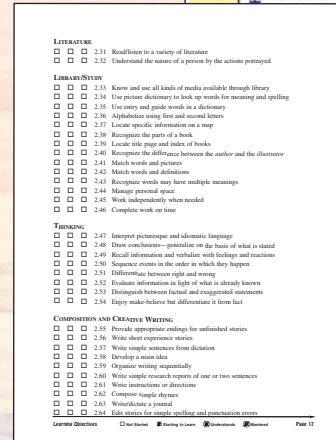 LITERATURE
☐ ☐ ☐ 2.31 Read/listen to a variety of literature
☐ ☐ ☐ 2.32 Understand the nature of a person by the actions portrayed
LIBRARY/STUDY
☐ ☐ ☐ 2.33 Know and use all kinds of media available through library
☐ ☐ ☐ 2.34 Use picture dictionary to look up words for meaning and spelling
☐ ☐ ☐ 2.35 Use entry and guide words in a dictionary
☐ ☐ ☐ 2.36 Alphabetize using first and second letters
☐ ☐ ☐ 2.37 Locate specific information on a map
☐ ☐ ☐ 2.38 Recognize the parts of a book
☐ ☐ ☐ 2.39 Locate title page and index of books
☐ ☐ ☐ 2.40 Recognize the difference between the author and the illustrator
☐ ☐ ☐ 2.41 Match words and pictures
☐ ☐ ☐ 2.42 Match words and definitions
☐ ☐ ☐ 2.43 Recognize words may have multiple meanings
☐ ☐ ☐ 2.44 Manage personal space
☐ ☐ ☐ 2.45 Work independently when needed
☐ ☐ ☐ 2.46 Complete work on time
THINKING
☐ ☐ ☐ 2.47 Interpret picturesque and idiomatic language
☐ ☐ ☐ 2.48 Draw conclusions—generalize on the basis of what is stated
☐ ☐ ☐ 2.49 Recall information and verbalize with feelings and reactions
☐ ☐ ☐ 2.50 Sequence events in the order in which they happen
☐ ☐ ☐ 2.51 Differentiate between right and wrong
☐ ☐ ☐ 2.52 Evaluate information in light of what is already known
☐ ☐ ☐ 2.53 Distinguish between factual and exaggerated statements
☐ ☐ ☐ 2.54 Enjoy make-believe but differentiate it from fact
COMPOSITION AND CREATIVE WRITING
☐ ☐ ☐ 2.55 Provide appropriate endings for unfinished stories
☐ ☐ ☐ 2.56 Write short experience stories
☐ ☐ ☐ 2.57 Write simple sentences from dictation
☐ ☐ ☐ 2.58 Develop a main idea
☐ ☐ ☐ 2.59 Organize writing sequentially
☐ ☐ ☐ 2.60 Write simple research reports of one or two sentences
☐ ☐ ☐ 2.61 Write instructions or directions
☐ ☐ ☐ 2.62 Compose simple rhymes
☐ ☐ ☐ 2.63 Write/dictate a journal
☐ ☐ ☐ 2.64 Edit stories for simple spelling and punctuation errors
Learning Objectives ☐ Not Started Starting to Learn Understands Mastered Page 17